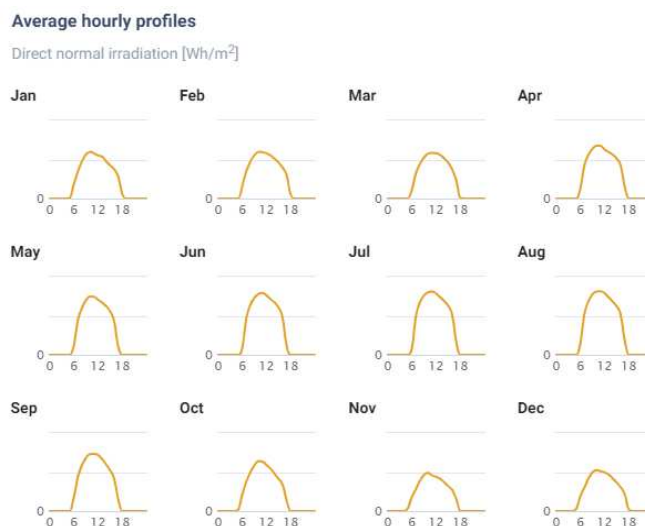 Average hourly profiles
Direct normal irradiation [Wh/m²]
Jan Feb Mar Apr
0 0 0 0
0 6 12 18 0 6 12 18 0 6 12 18 0 6 12 18
May Jun Jul Aug
0 0 0 0
0 6 12 18 0 6 12 18 0 6 12 18 0 6 12 18
Sep Oct Nov Dec
0 0 0 0
0 6 12 18 0 6 12 18 0 6 12 18 0 6 12 18